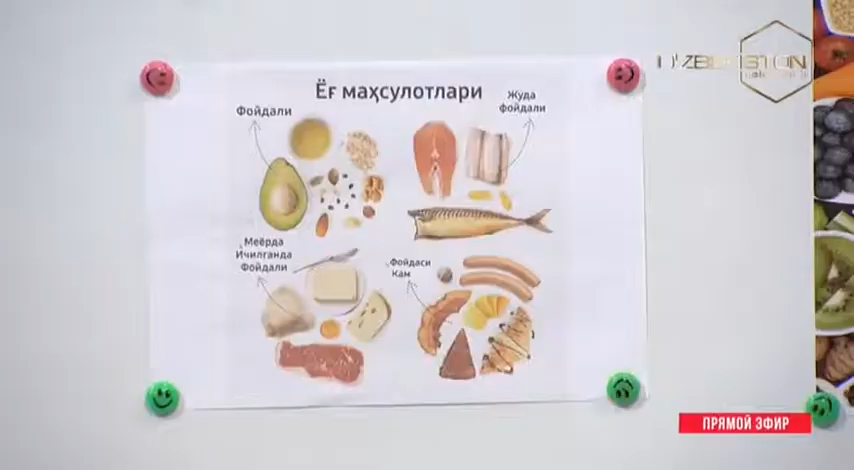 Ёғ маҳсулотлари
Фойдали
Жуда
фойдали
Меёрда
Ичилганда
Фойдали
Фойдаси
Кам
ПРЯМОЙ ЭФИР